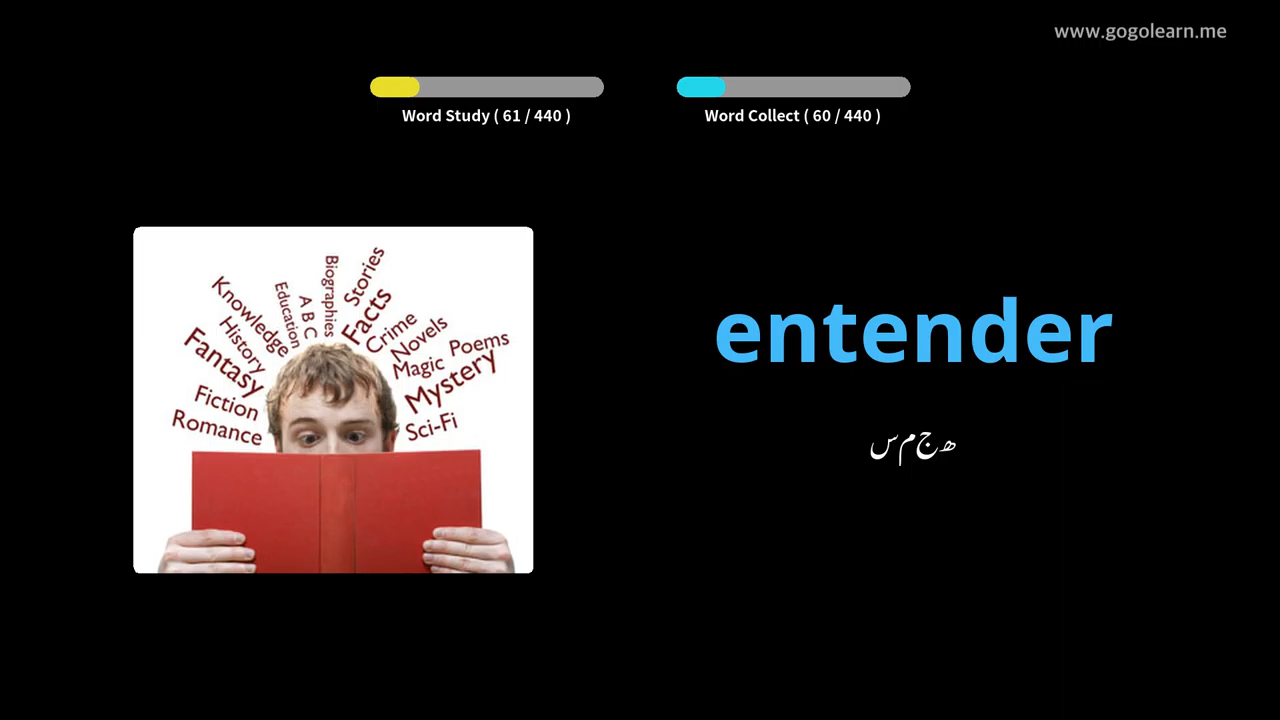 www.gogolearn.me
Word Study ( 61 / 440 )
Word Collect ( 60 / 440 )
Biographies
Stories
Education
A B C
Facts
Knowledge
Crime
History
Novels
Fantasy
Magic
Poems
Mystery
Fiction
Romance
Sci-Fi
entender
ھ ج م س